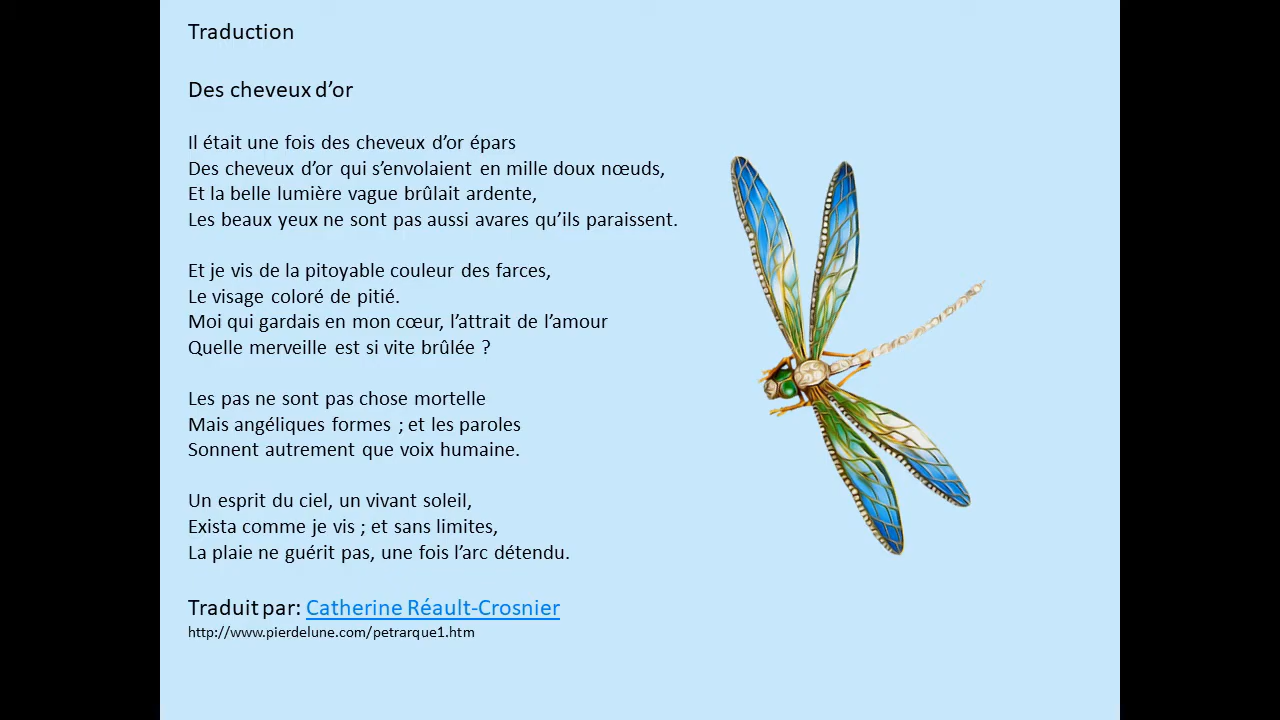 Traduction
Des cheveux d’or
Il était une fois des cheveux d’or épars
Des cheveux d’or qui s’envolaient en mille doux nœuds,
Et la belle lumière vague brûlait ardente,
Les beaux yeux ne sont pas aussi avares qu’ils paraissent.
Et je vis de la pitoyable couleur des farces,
Le visage coloré de pitié.
Moi qui gardais en mon cœur, l’attrait de l’amour
Quelle merveille est si vite brûlée ?
Les pas ne sont pas chose mortelle
Mais angéliques formes ; et les paroles
Sonnent autrement que voix humaine.
Un esprit du ciel, un vivant soleil,
Exista comme je vis ; et sans limites,
La plaie ne guérit pas, une fois l’arc détendu.
Traduit par: Catherine Réault-Crosnier
http://www.pierdelune.com/petrarque1.htm